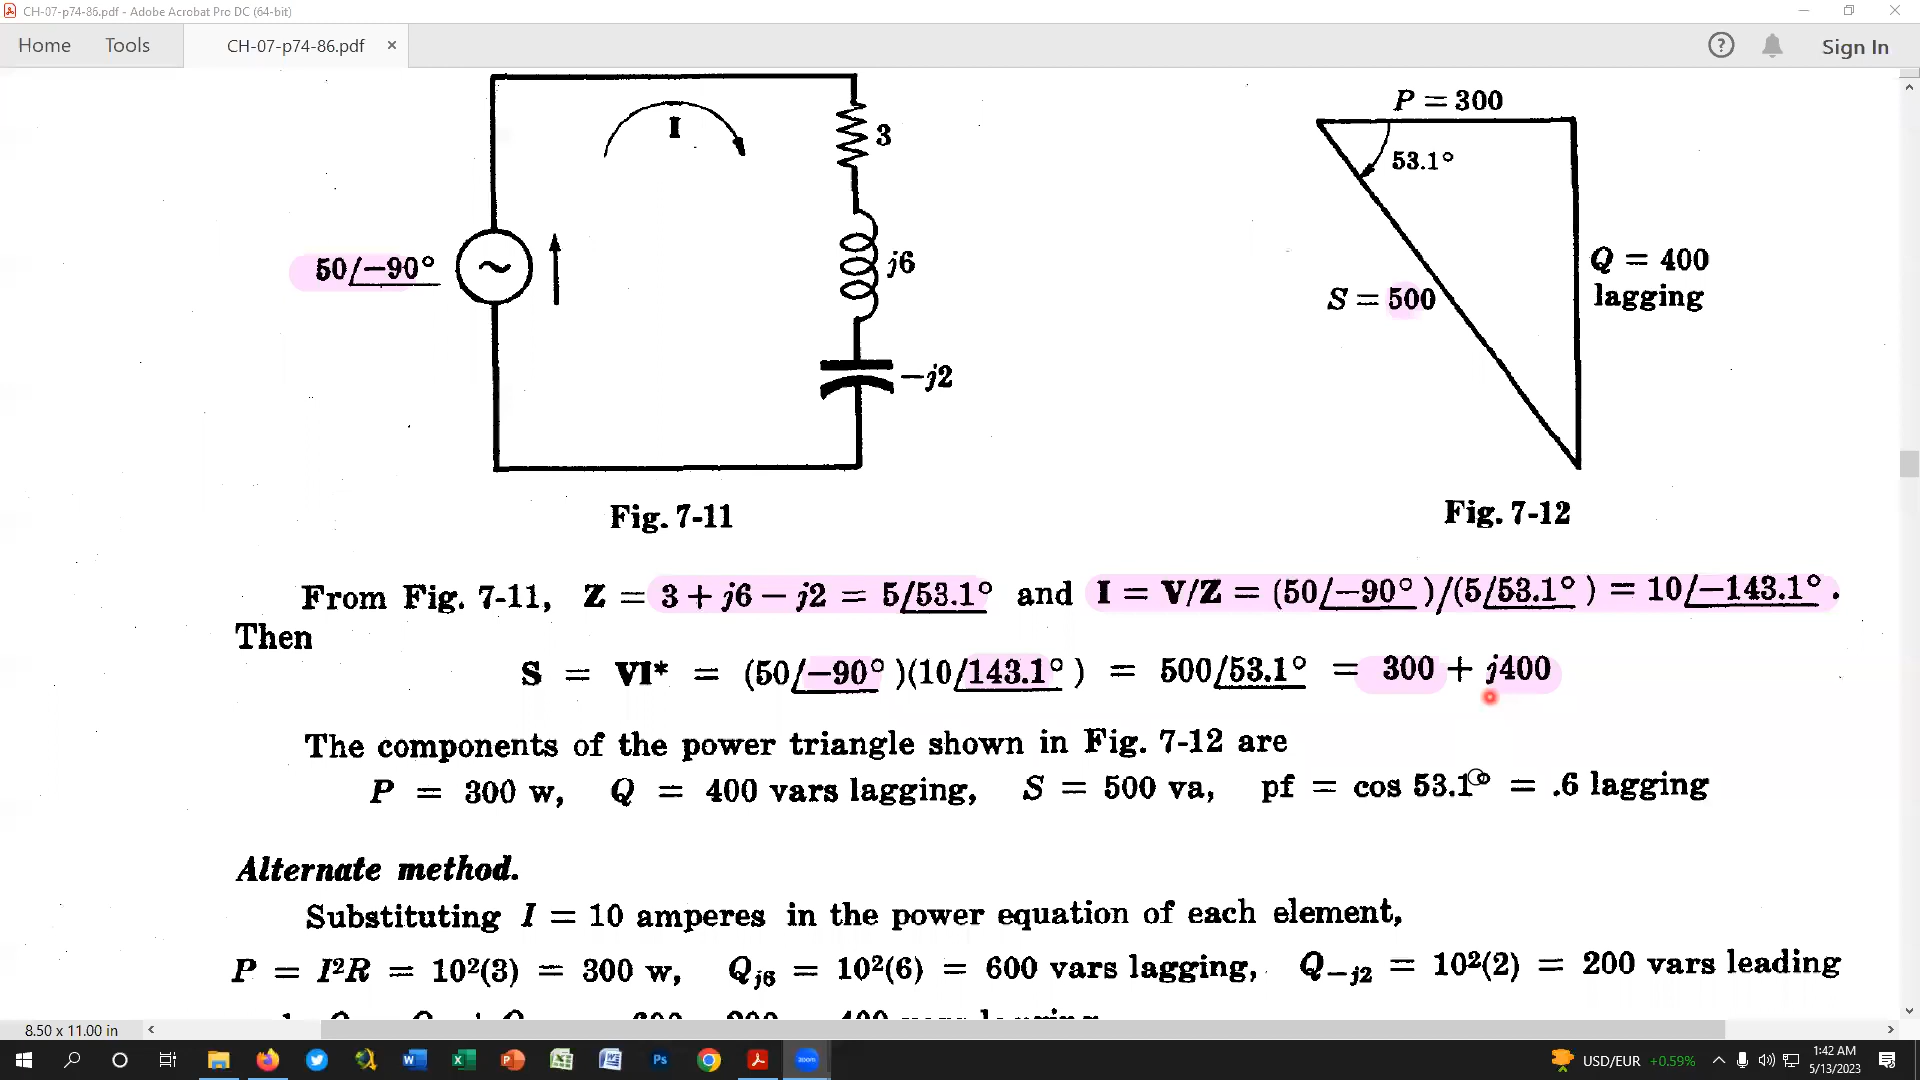 CH-07-p74-86.pdf - Adobe Acrobat Pro DC (64-bit)
Home Tools CH-07-p74-86.pdf × Sign In
I
3
50/−90°
j6
−j2
Fig. 7-11
P = 300
53.1°
S = 500
Q = 400
lagging
Fig. 7-12
From Fig. 7-11, Z = 3 + j6 − j2 = 5/53.1° and I = V/Z = (50/−90°)/(5/53.1°) = 10/−143.1°.
Then
S = VI* = (50/−90°)(10/143.1°) = 500/53.1° = 300 + j400
The components of the power triangle shown in Fig. 7-12 are
P = 300 w, Q = 400 vars lagging, S = 500 va, pf = cos 53.1° = .6 lagging
Alternate method.
Substituting I = 10 amperes in the power equation of each element,
P = I²R = 10²(3) = 300 w, Qj6 = 10²(6) = 600 vars lagging, Q−j2 = 10²(2) = 200 vars leading
8.50 x 11.00 in
USD/EUR +0.59%
1:42 AM
5/13/2023